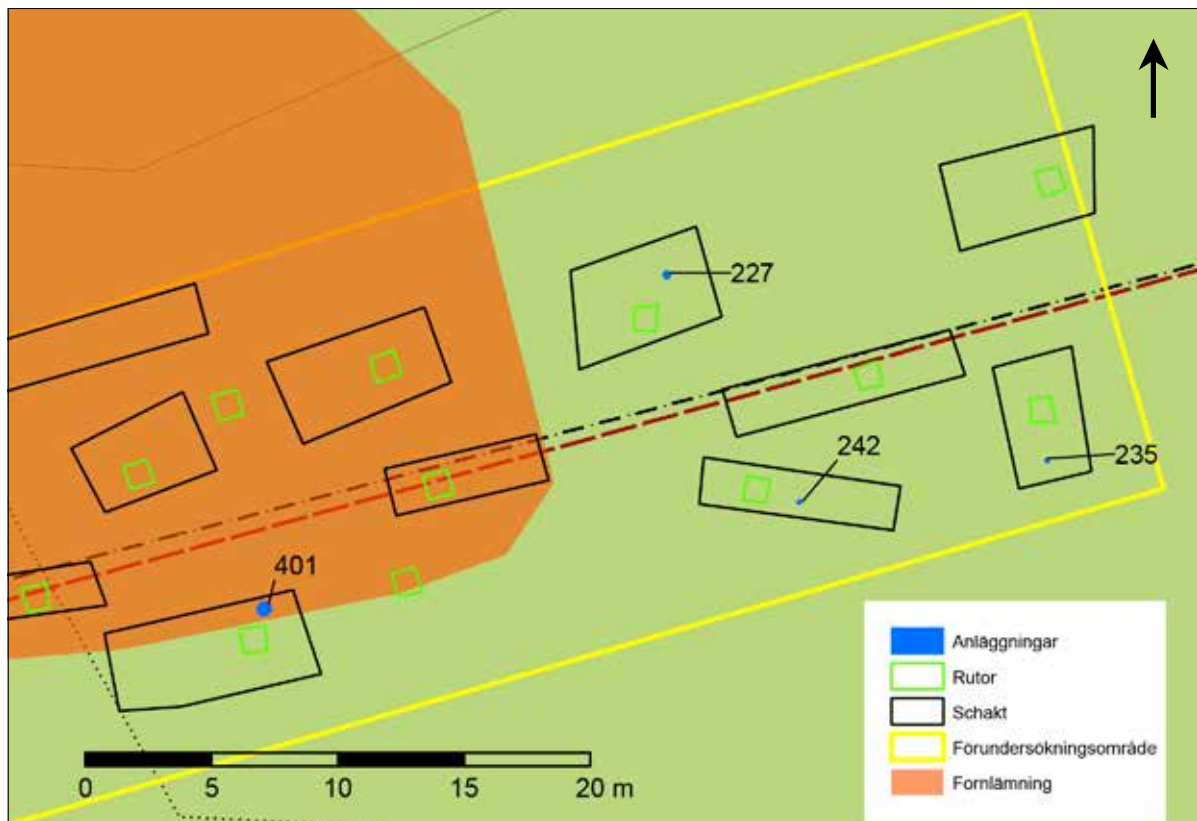 227
242
235
401
Anläggningar
Rutor
Schakt
Förundersökningsområde
Fornlämning
0 5 10 15 20 m